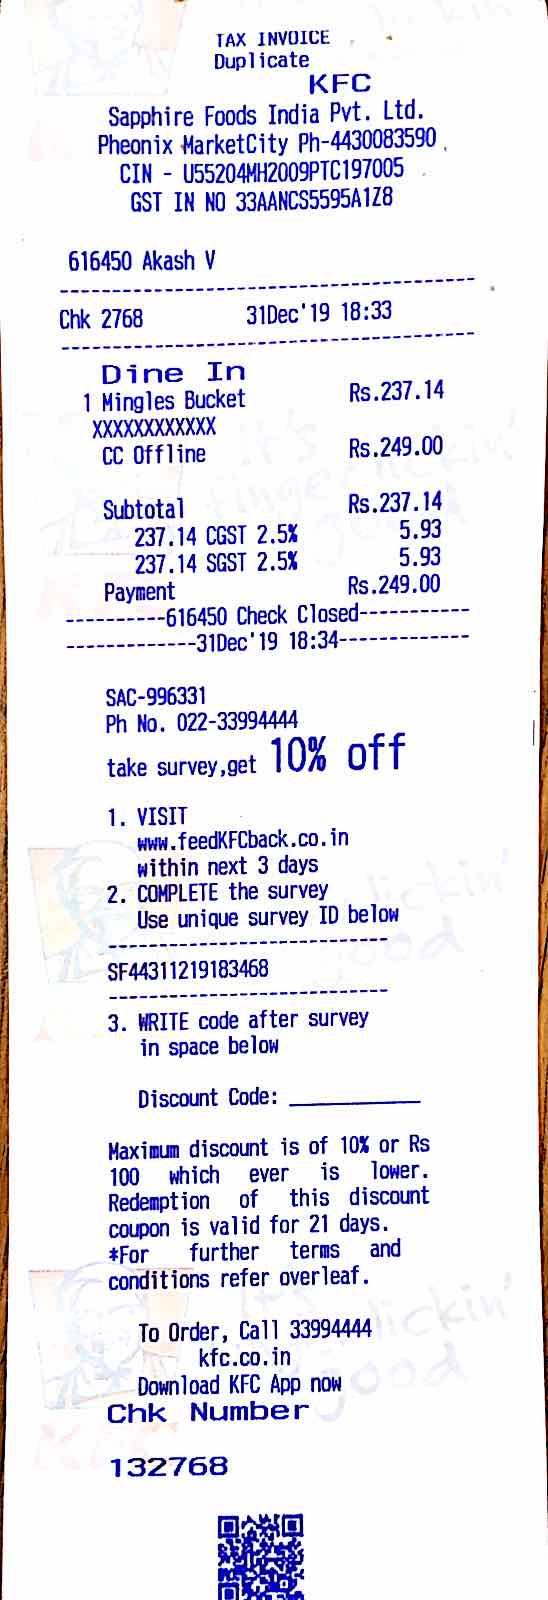 TAX INVOICE
Duplicate
KFC
Sapphire Foods India Pvt. Ltd.
Pheonix MarketCity Ph-4430083590
CIN - U55204MH2009PTC197005
GST IN NO 33AANCS5595A1Z8
616450 Akash V
Chk 2768 31Dec'19 18:33
Dine In
1 Mingles Bucket Rs.237.14
XXXXXXXXXXXX
CC Offline Rs.249.00
Subtotal Rs.237.14
237.14 CGST 2.5% 5.93
237.14 SGST 2.5% 5.93
Payment Rs.249.00
----------616450 Check Closed-----------
-------------31Dec'19 18:34-------------
SAC-996331
Ph No. 022-33994444
take survey,get 10% off
1. VISIT
www.feedKFCback.co.in
within next 3 days
2. COMPLETE the survey
Use unique survey ID below
----------------------------
SF44311219183468
----------------------------
3. WRITE code after survey
in space below
Discount Code: ___________
Maximum discount is of 10% or Rs
100 which ever is lower.
Redemption of this discount
coupon is valid for 21 days.
*For further terms and
conditions refer overleaf.
To Order, Call 33994444
kfc.co.in
Download KFC App now
Chk Number
132768